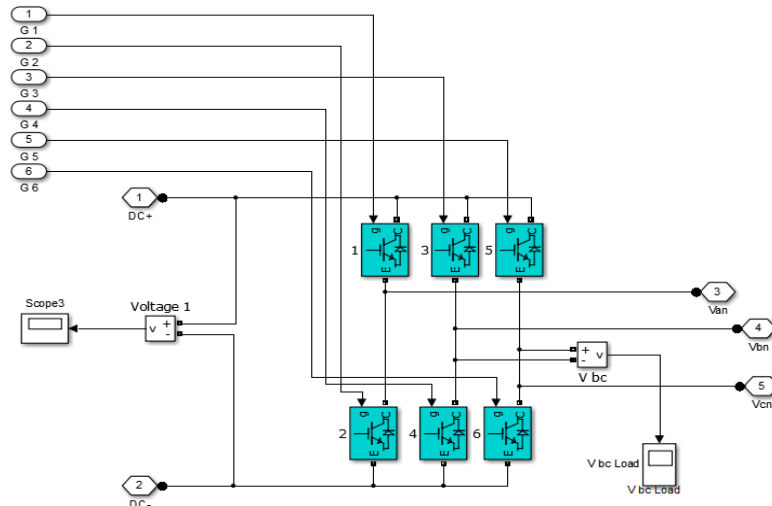 1
G 1
2
G 2
3
G 3
4
G 4
5
G 5
6
G 6
1
DC+
g
C
E
1
g
C
E
3
g
C
E
5
3
Van
Scope3
Voltage 1
v
+
-
4
Vbn
+
-
v
V bc
5
Vcn
g
C
E
2
g
C
E
4
g
C
E
6
V bc Load
V bc Load
2
DC-